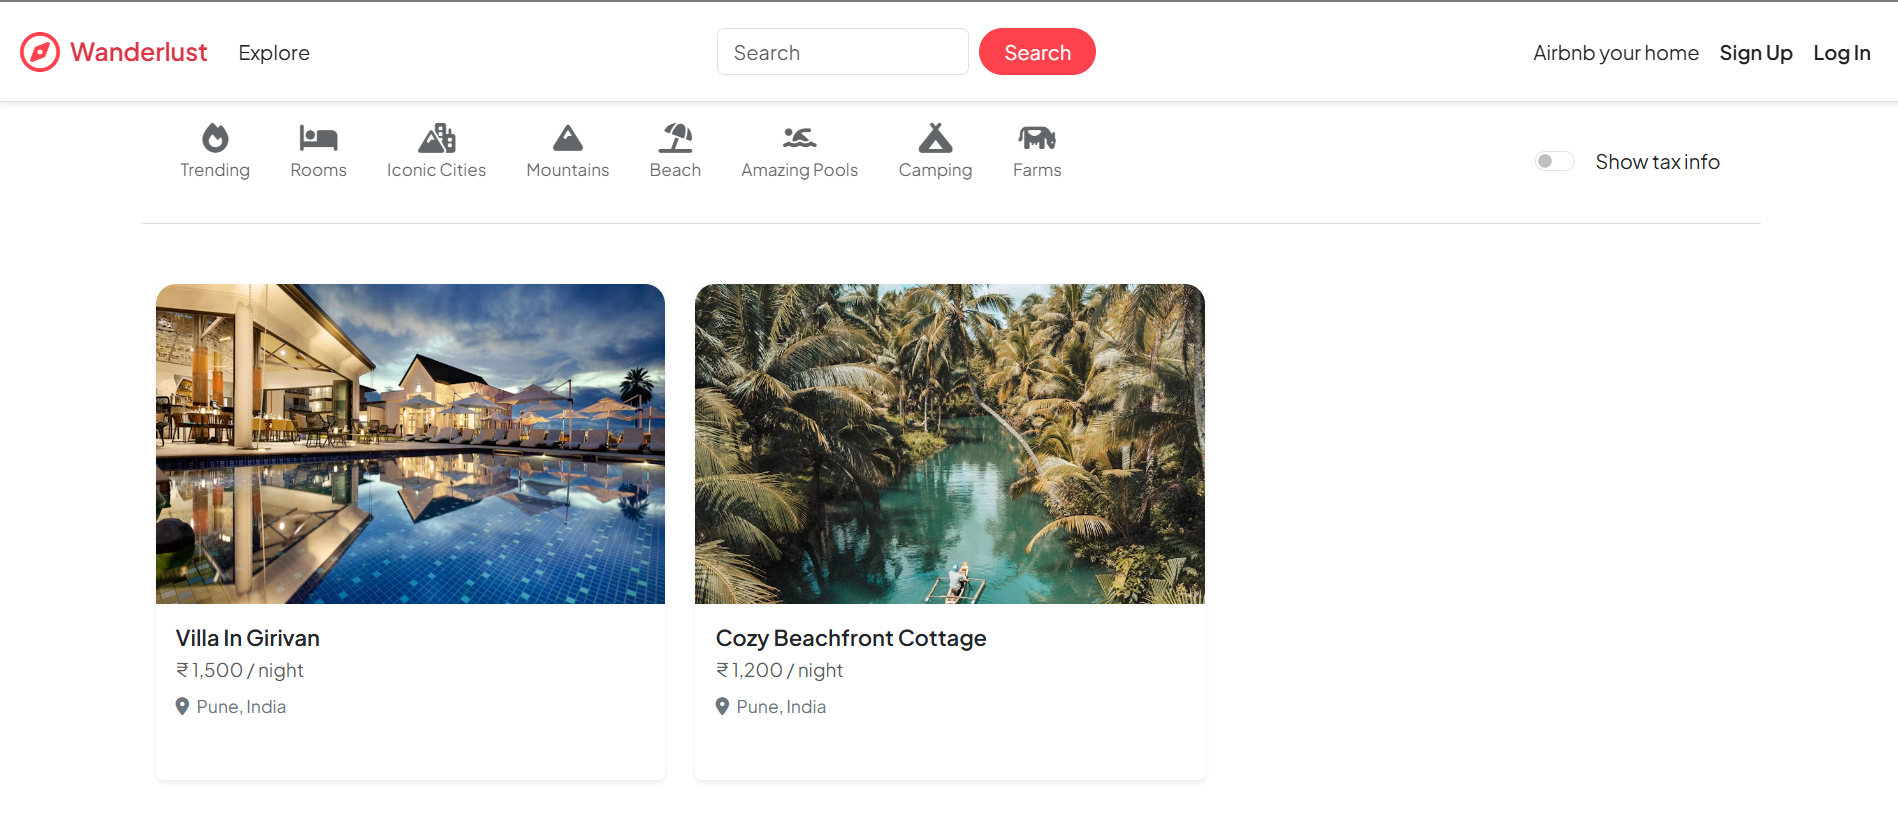 Wanderlust Explore Search Search Airbnb your home Sign Up Log In
Trending Rooms Iconic Cities Mountains Beach Amazing Pools Camping Farms Show tax info
Villa In Girivan
₹ 1,500 / night
Pune, India
Cozy Beachfront Cottage
₹ 1,200 / night
Pune, India